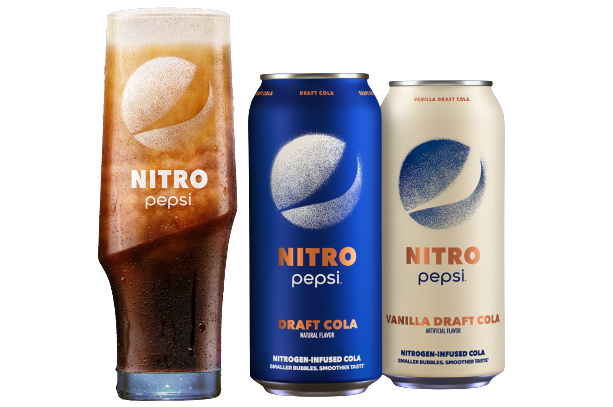 NITRO
pepsi
DRAFT COLA
NITRO
pepsi
DRAFT COLA
NATURAL FLAVOR
NITROGEN-INFUSED COLA
SMALLER BUBBLES, SMOOTHER TASTE
VANILLA DRAFT COLA
NITRO
pepsi
VANILLA DRAFT COLA
ARTIFICIAL FLAVOR
NITROGEN-INFUSED COLA
SMALLER BUBBLES, SMOOTHER TASTE